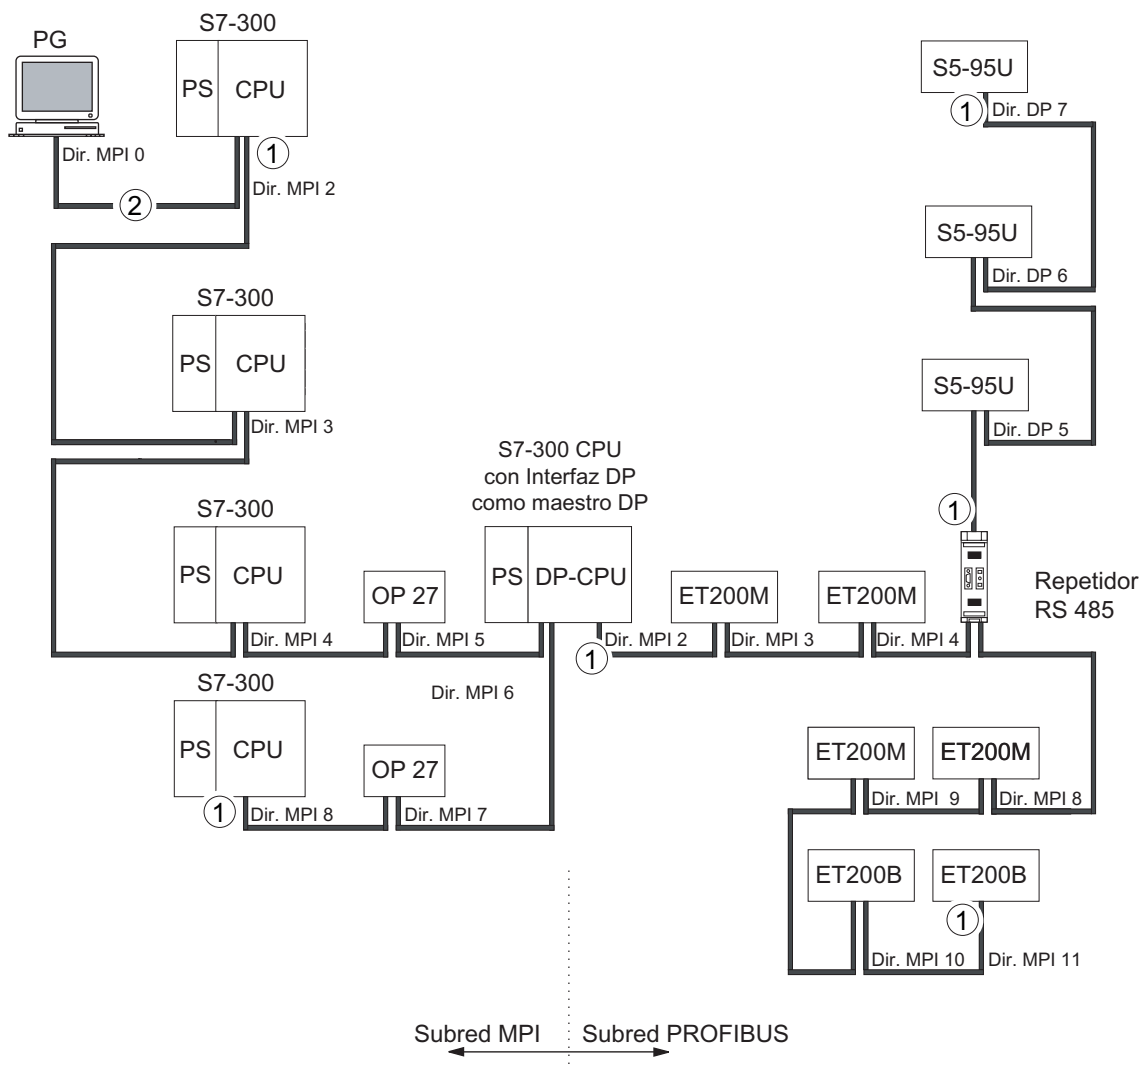 S7-300
PG
PS
CPU
1
Dir. MPI 0
Dir. MPI 2
2
S7-300
PS
CPU
Dir. MPI 3
S7-300
PS
CPU
Dir. MPI 4
OP 27
Dir. MPI 5
S7-300 CPU
con Interfaz DP
como maestro DP
PS
DP-CPU
Dir. MPI 6
S7-300
PS
CPU
1
Dir. MPI 8
OP 27
Dir. MPI 7
1
Dir. MPI 2
ET200M
Dir. MPI 3
ET200M
Dir. MPI 4
S5-95U
1
Dir. DP 7
S5-95U
Dir. DP 6
S5-95U
Dir. DP 5
1
Repetidor
RS 485
ET200M
ET200M
Dir. MPI 9
Dir. MPI 8
ET200B
ET200B
1
Dir. MPI 10
Dir. MPI 11
Subred MPI
Subred PROFIBUS